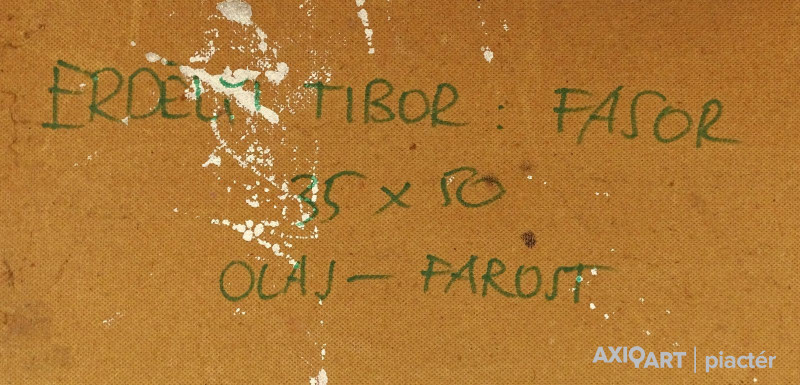 ERDÉLYI TIBOR: FASOR
35 x 50
OLAJ — FAROST
AXIOART | piactér